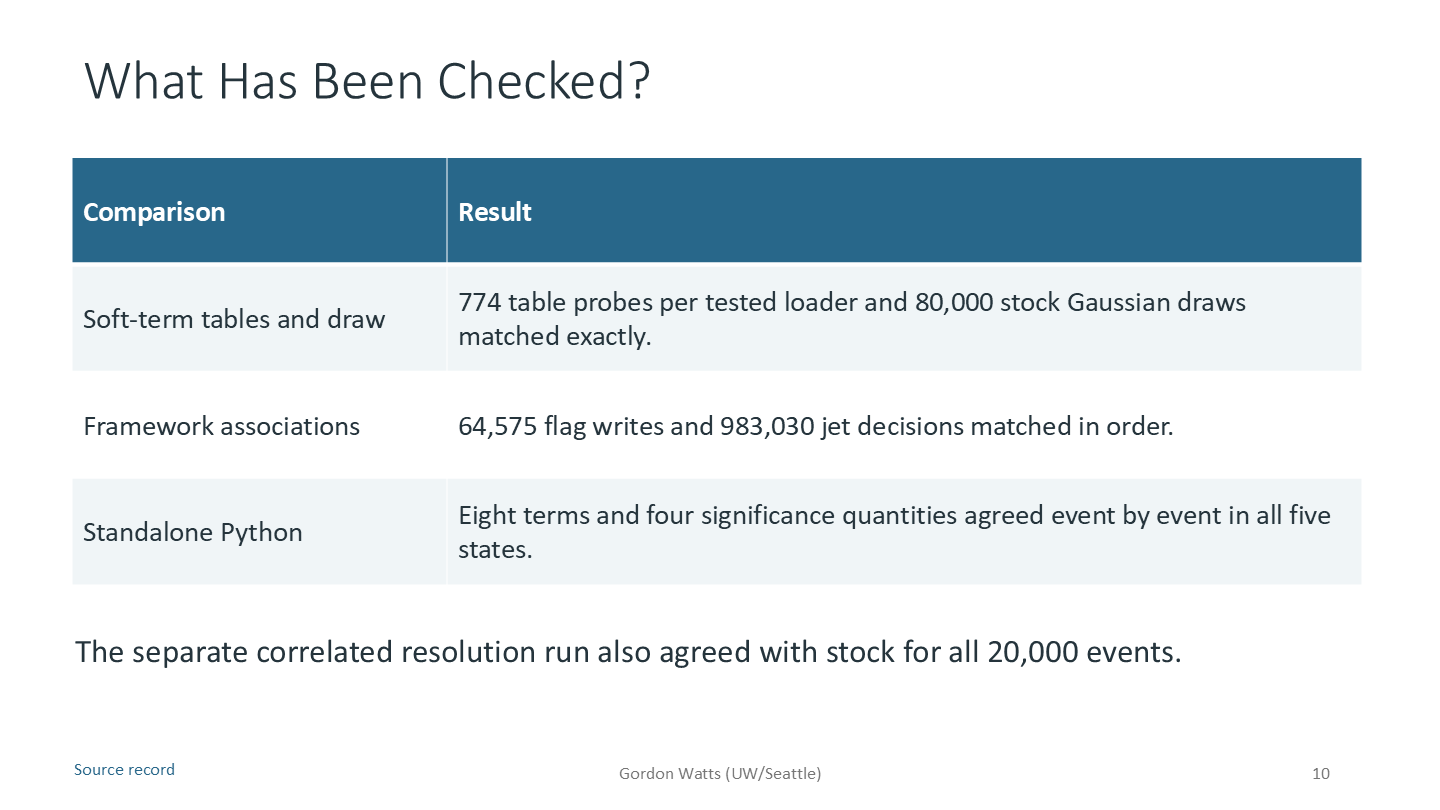 What Has Been Checked?
Comparison
Result
Soft-term tables and draw
774 table probes per tested loader and 80,000 stock Gaussian draws
matched exactly.
Framework associations
64,575 flag writes and 983,030 jet decisions matched in order.
Standalone Python
Eight terms and four significance quantities agreed event by event in all five
states.
The separate correlated resolution run also agreed with stock for all 20,000 events.
Source record
Gordon Watts (UW/Seattle)
10